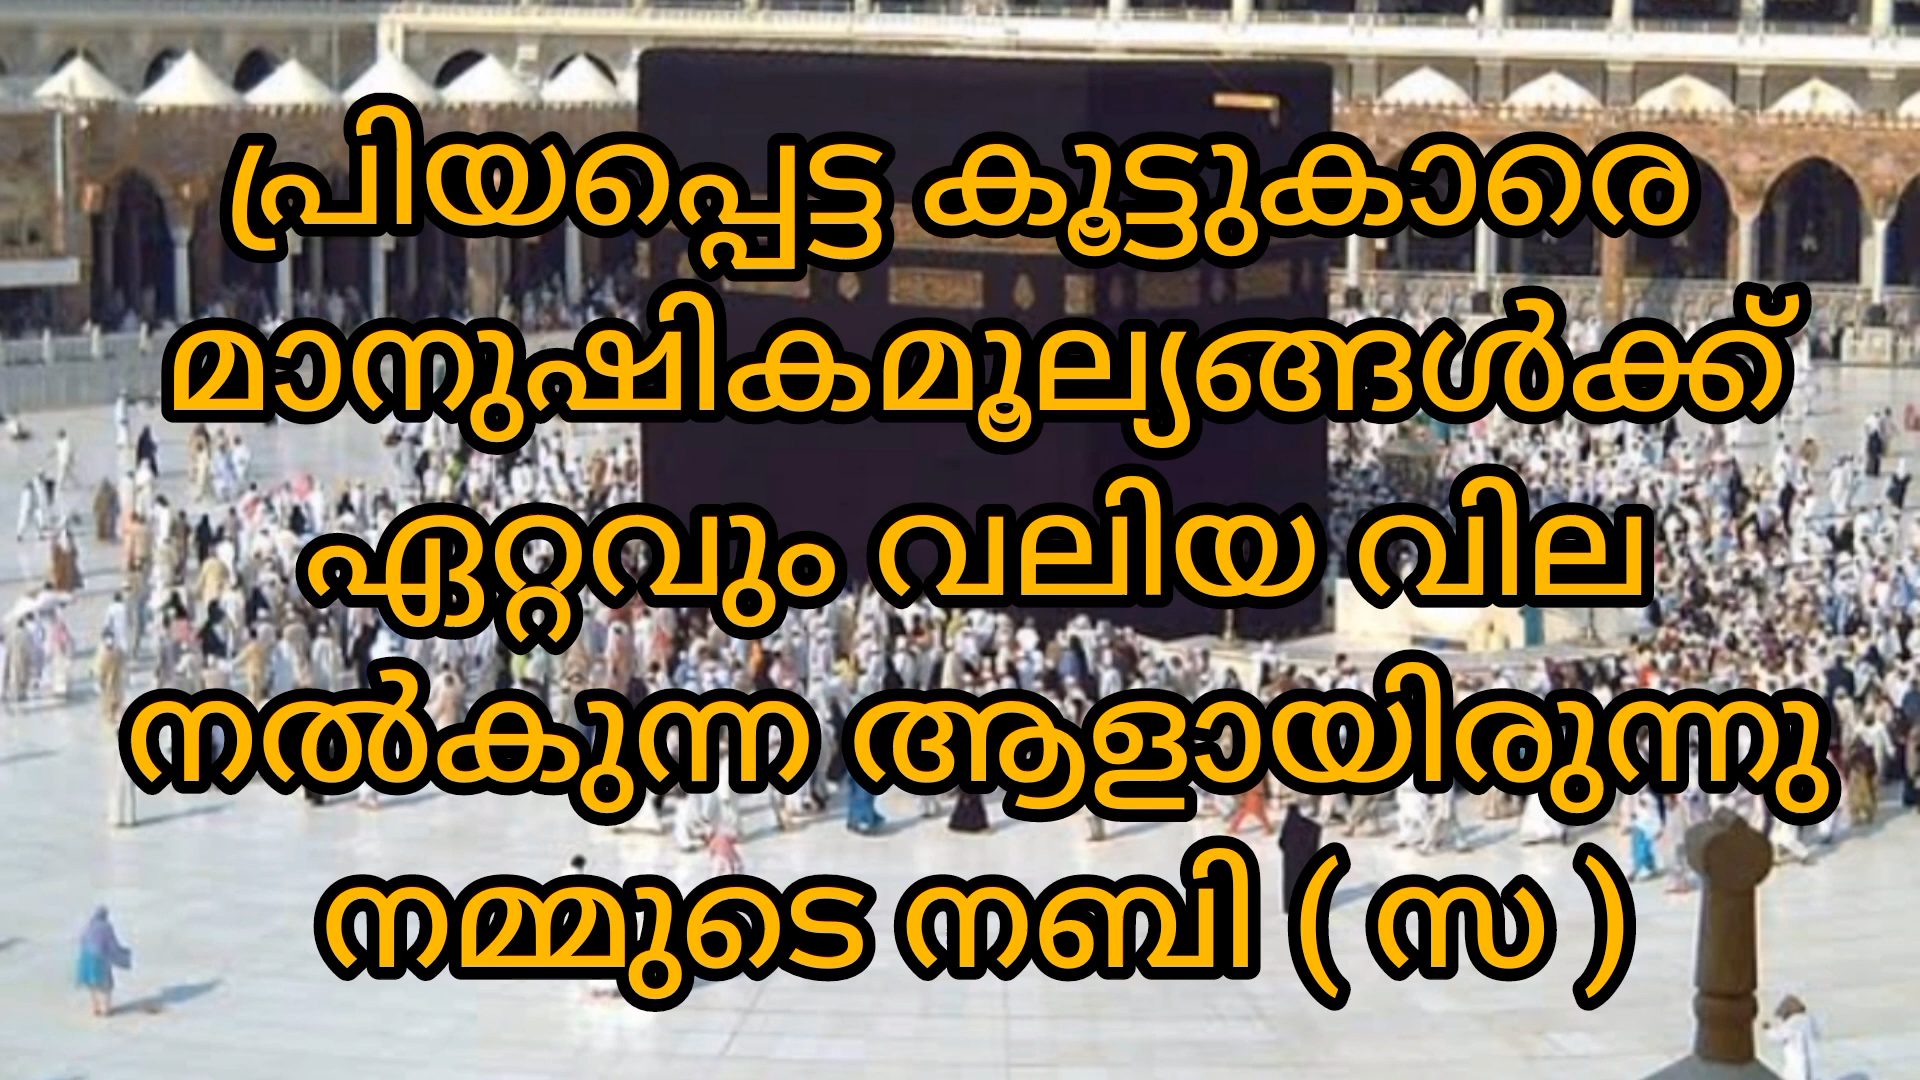 പ്രിയപ്പെട്ട കൂട്ടുകാരെ
മാനുഷികമൂല്യങ്ങൾക്ക്
ഏറ്റവും വലിയ വില
നൽകുന്ന ആളായിരുന്നു
നമ്മുടെ നബി ( സ )